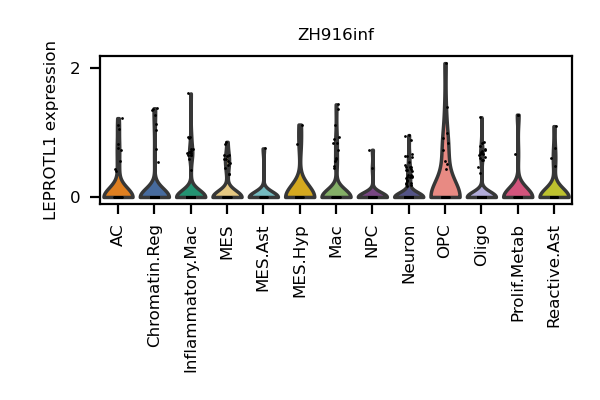 ZH916inf
LEPROTL1 expression
2
0
AC
Chromatin.Reg
Inflammatory.Mac
MES
MES.Ast
MES.Hyp
Mac
NPC
Neuron
OPC
Oligo
Prolif.Metab
Reactive.Ast